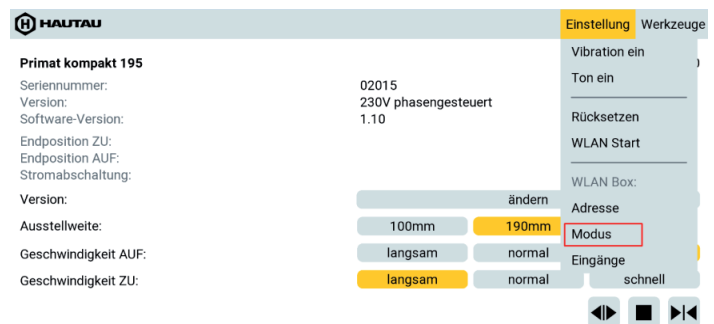 HAUTAU
Einstellung Werkzeuge
Primat kompakt 195
Seriennummer: 02015
Version: 230V phasengesteuert
Software-Version: 1.10
Endposition ZU:
Endposition AUF:
Stromabschaltung:
Version: ändern
Ausstellweite: 100mm 190mm
Geschwindigkeit AUF: langsam normal
Geschwindigkeit ZU: langsam normal schnell
Vibration ein
Ton ein
Rücksetzen
WLAN Start
WLAN Box:
Adresse
Modus
Eingänge